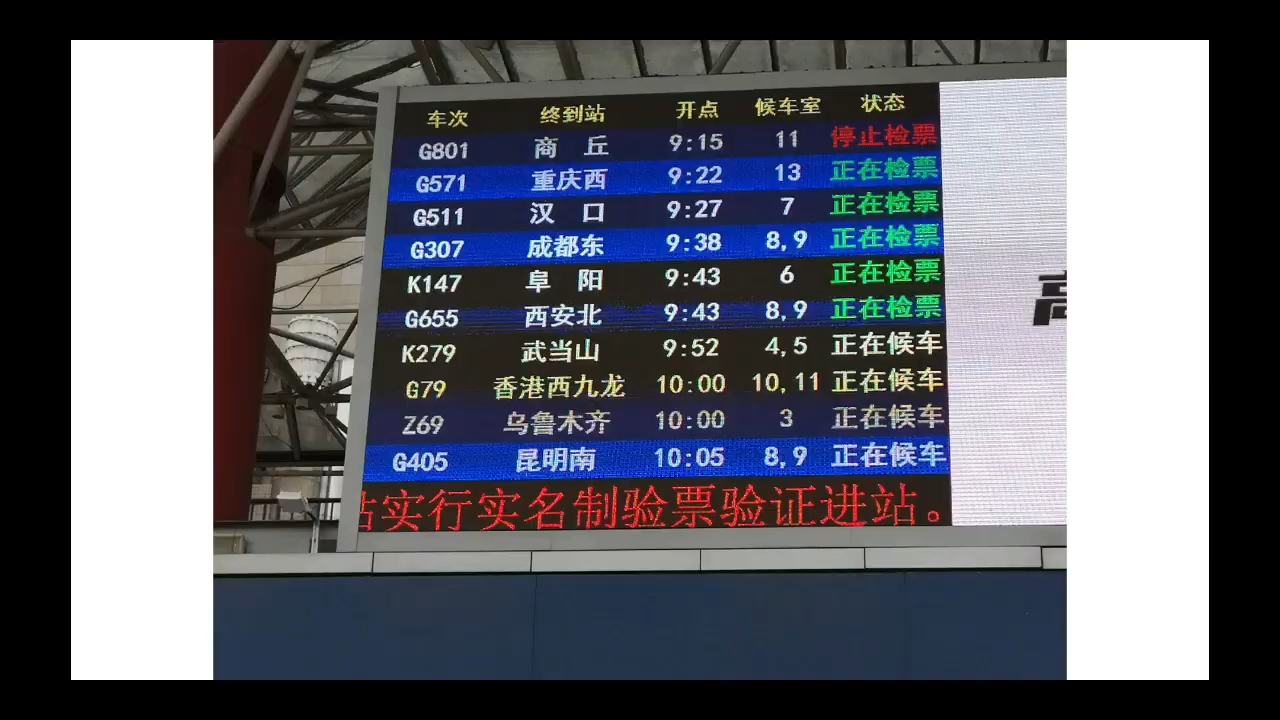 车次 终到站 开点 候车室 状态
G801 商丘 9:15 11 停止检票
G571 重庆西 9:22 13 正在检票
G511 汉口 9:27 7 正在检票
G307 成都东 9:38 8,9 正在检票
K147 阜阳 9:43 6 正在检票
G655 西安北 9:43 8,9 正在检票
K279 武当山 9:52 4,5 正在候车
G79 香港西九龙 10:00 10,11 正在候车
Z69 乌鲁木齐 10:00 3 正在候车
G405 昆明南 10:05 8,9 正在候车
实行实名制验票验证进站。